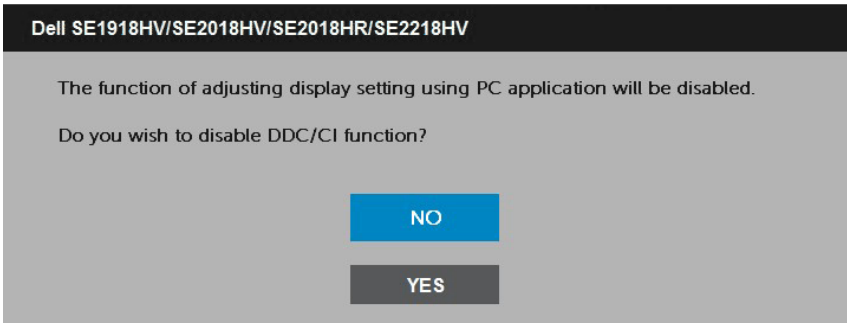 Dell SE1918HV/SE2018HV/SE2018HR/SE2218HV
The function of adjusting display setting using PC application will be disabled.
Do you wish to disable DDC/CI function?
NO
YES